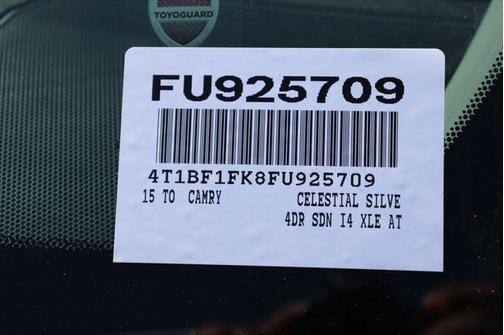 TOYOGUARD
FU925709
4T1BF1FK8FU925709
15 TO CAMRY CELESTIAL SILVE
4DR SDN I4 XLE AT